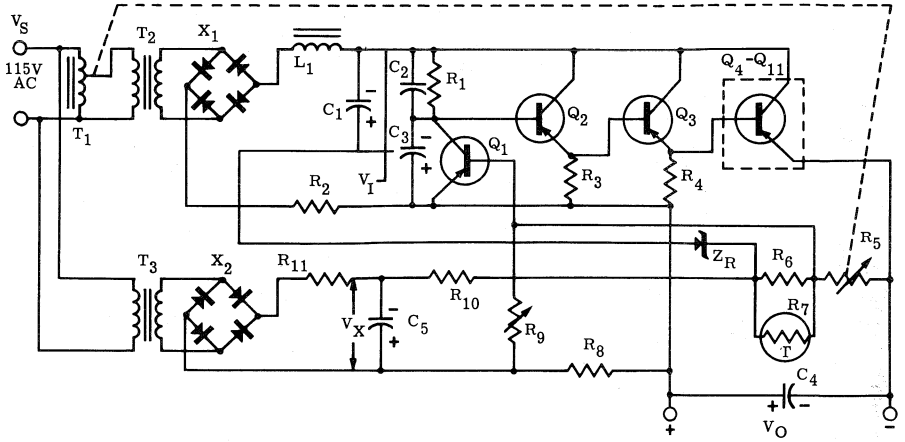 V_S
115V
AC
T_1
T_2
X_1
L_1
C_1
- +
C_2
C_3
- +
R_1
V_I
R_2
Q_1
Q_2
R_3
Q_3
R_4
Q_4-Q_11
T_3
X_2
R_11
V_X
C_5
- +
R_10
R_9
R_8
Z_R
R_6
R_5
R_7
T
C_4
+ -
V_O
+
-